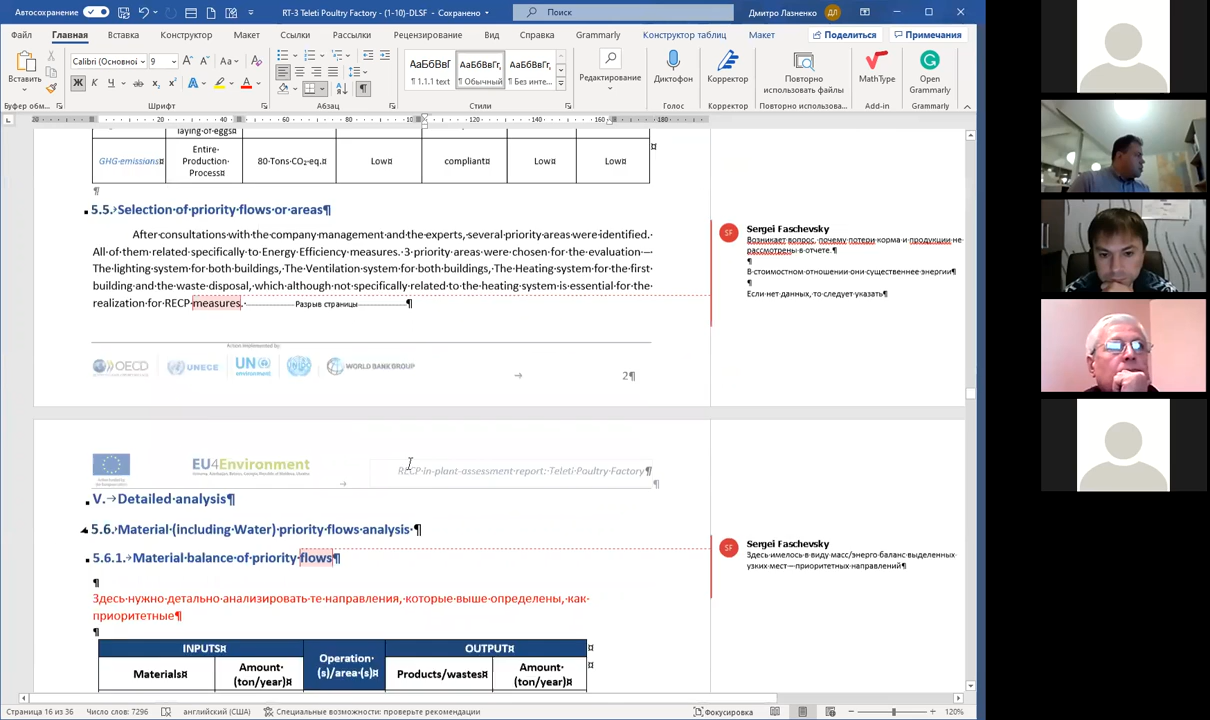 Автосохранение
RT-3 Teleti Poultry Factory - (1-10)-DLSF - Сохранено
Поиск
Дмитро Лазненко
ДЛ
Файл
Главная
Вставка
Конструктор
Макет
Ссылки
Рассылки
Рецензирование
Вид
Справка
Grammarly
Конструктор таблиц
Макет
Поделиться
Примечания
Вставить
Calibri (Основной
9
Ж К Ч
АаБбВвГ
АаБбВвГг,
АаБбВвГг,
1.1.1 text
¶ Обычный
¶ Без инте...
Редактирование
Диктофон
Корректор
Повторно
использовать файлы
MathType
Open
Grammarly
Буфер обм...
Шрифт
Абзац
Стили
Голос
Корректор
Повторно использова...
Add-in
Grammarly
laying·of·eggs¤
GHG·emissions¤
Entire·
Production·
Process¤
80·Tons·CO₂·eq.¤
Low¤
compliant¤
Low¤
Low¤
¶
5.5.→Selection·of·priority·flows·or·areas¶
After·consultations·with·the·company·management·and·the·experts,·several·priority·areas·were·identified.·
All·of·them·related·specifically·to·Energy·Efficiency·measures.·3·priority·areas·were·chosen·for·the·evaluation·–·
The·lighting·system·for·both·buildings,·The·Ventilation·system·for·both·buildings,·The·Heating·system·for·the·first·
building·and·the·waste·disposal,·which·although·not·specifically·related·to·the·heating·system·is·essential·for·the·
realization·for·RECP·measures.·
Разрыв страницы
¶
Sergei Faschevsky
SF
Возникает вопрос, почему потери корма и продукции не
рассмотрены в отчете.¶
¶
В стоимостном отношении они существеннее энергии¶
¶
Если нет данных, то следует указать¶
Action implemented by:
OECD
UNECE
UN
environment
WORLD BANK GROUP
→
2¶
EU4Environment
→
RECP·in-plant·assessment·report:·Teleti·Poultry·Factory¶
¶
V.→Detailed·analysis¶
5.6.·Material·(including·Water)·priority·flows·analysis·¶
5.6.1.→Material·balance·of·priority·flows¶
SF
Sergei Faschevsky
Здесь имелось в виду масс/энерго баланс выделенных
узких мест – приоритетных направлений¶
¶
Здесь·нужно·детально·анализировать·те·направления,·которые·выше·определены,·как·
приоритетные¶
¶
INPUTS¤
Operation·
(s)/area·(s)¤
OUTPUT¤
Materials¤
Amount·
(ton/year)¤
Products/wastes¤
Amount·
(ton/year)¤
Страница 16 из 36
Число слов: 7296
английский (США)
Специальные возможности: проверьте рекомендации
Фокусировка
120%